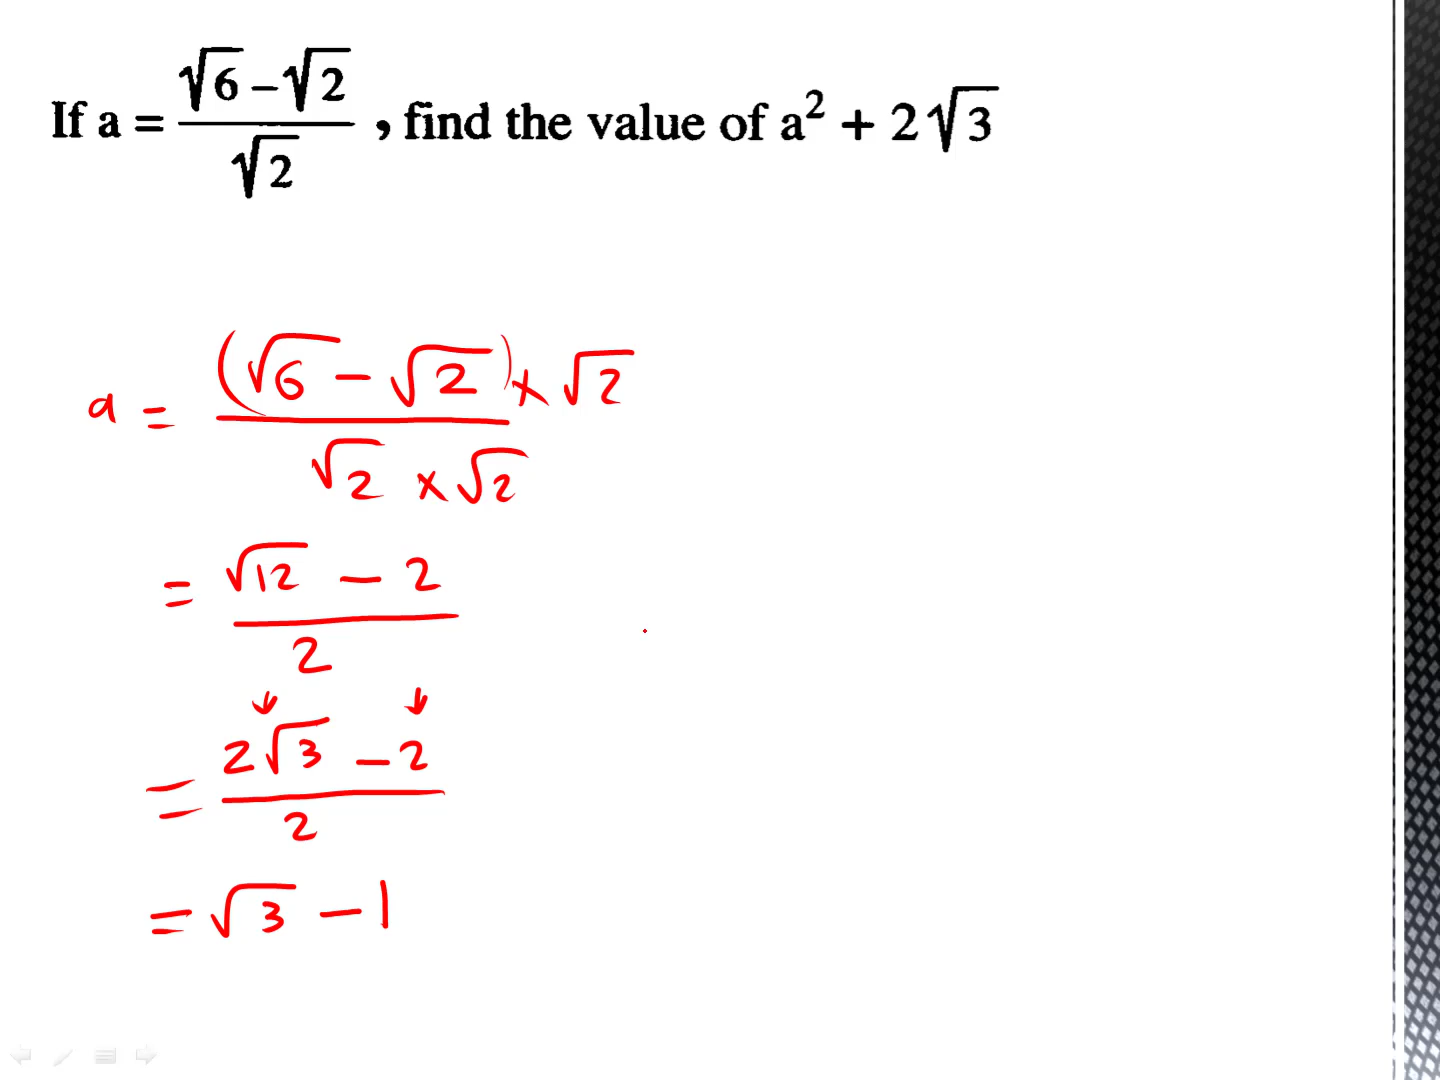 If a = (√6 − √2)/√2 , find the value of a² + 2√3
a = (√6 − √2) × √2 / √2 × √2
= (√12 − 2)/2
= (2√3 − 2)/2
= √3 − 1